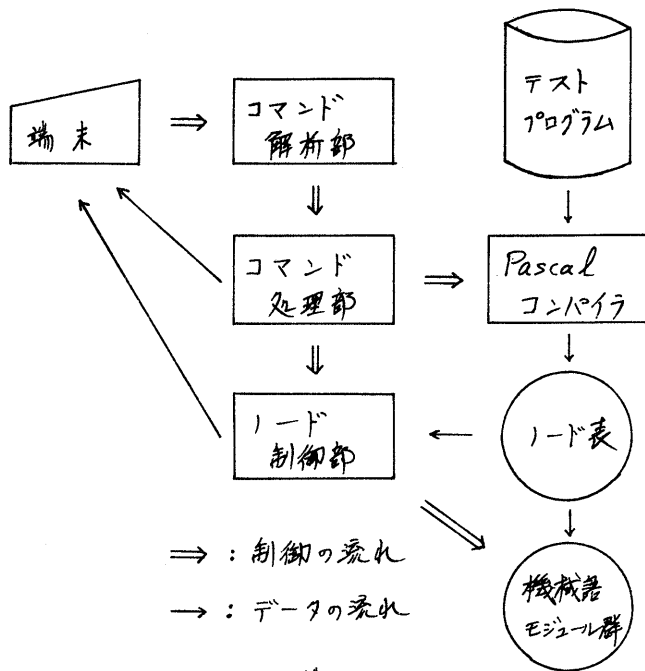 テスト
プログラム
端末
コマンド
解析部
コマンド
処理部
Pascal
コンパイラ
ノード
制御部
ノード表
⇒ : 制御の流れ
→ : データの流れ
機械語
モジュール群